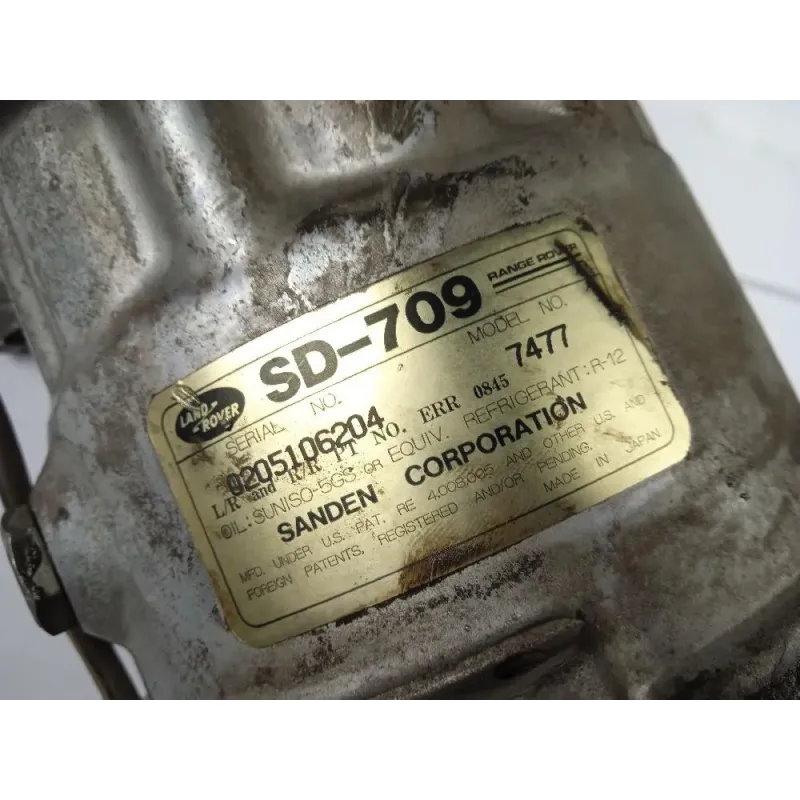 LAND ROVER
SD-709
RANGE ROVER
SERIAL NO.
MODEL NO.
0205106204
7477
L/R and R/R PT NO. ERR 0845
OIL: SUNISO-5GS. or EQUIV. REFRIGERANT: R-12
SANDEN CORPORATION
MFD. UNDER U.S. PAT. RE 4.003.695 AND OTHER U.S. AND
FOREIGN PATENTS, REGISTERED AND/OR PENDING.
MADE IN JAPAN